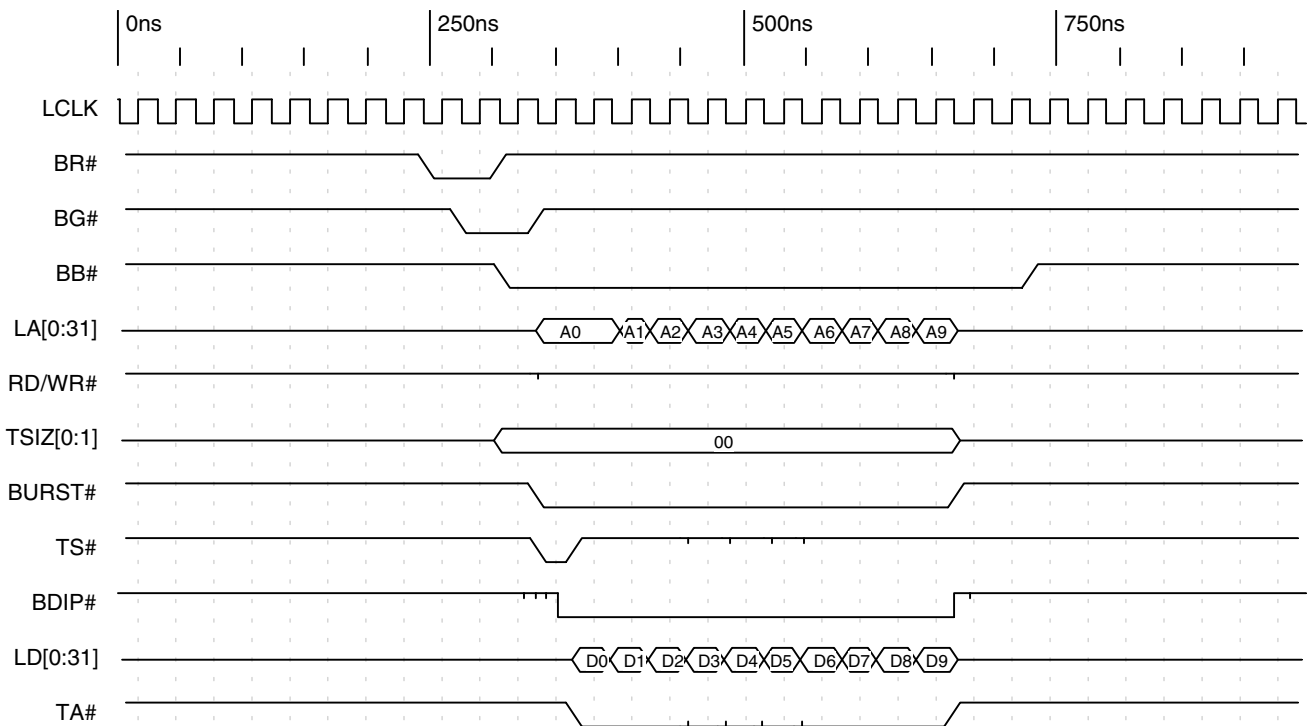 0ns 250ns 500ns 750ns
LCLK
BR#
BG#
BB#
LA[0:31] A0 A1 A2 A3 A4 A5 A6 A7 A8 A9
RD/WR#
TSIZ[0:1] 00
BURST#
TS#
BDIP#
LD[0:31] D0 D1 D2 D3 D4 D5 D6 D7 D8 D9
TA#